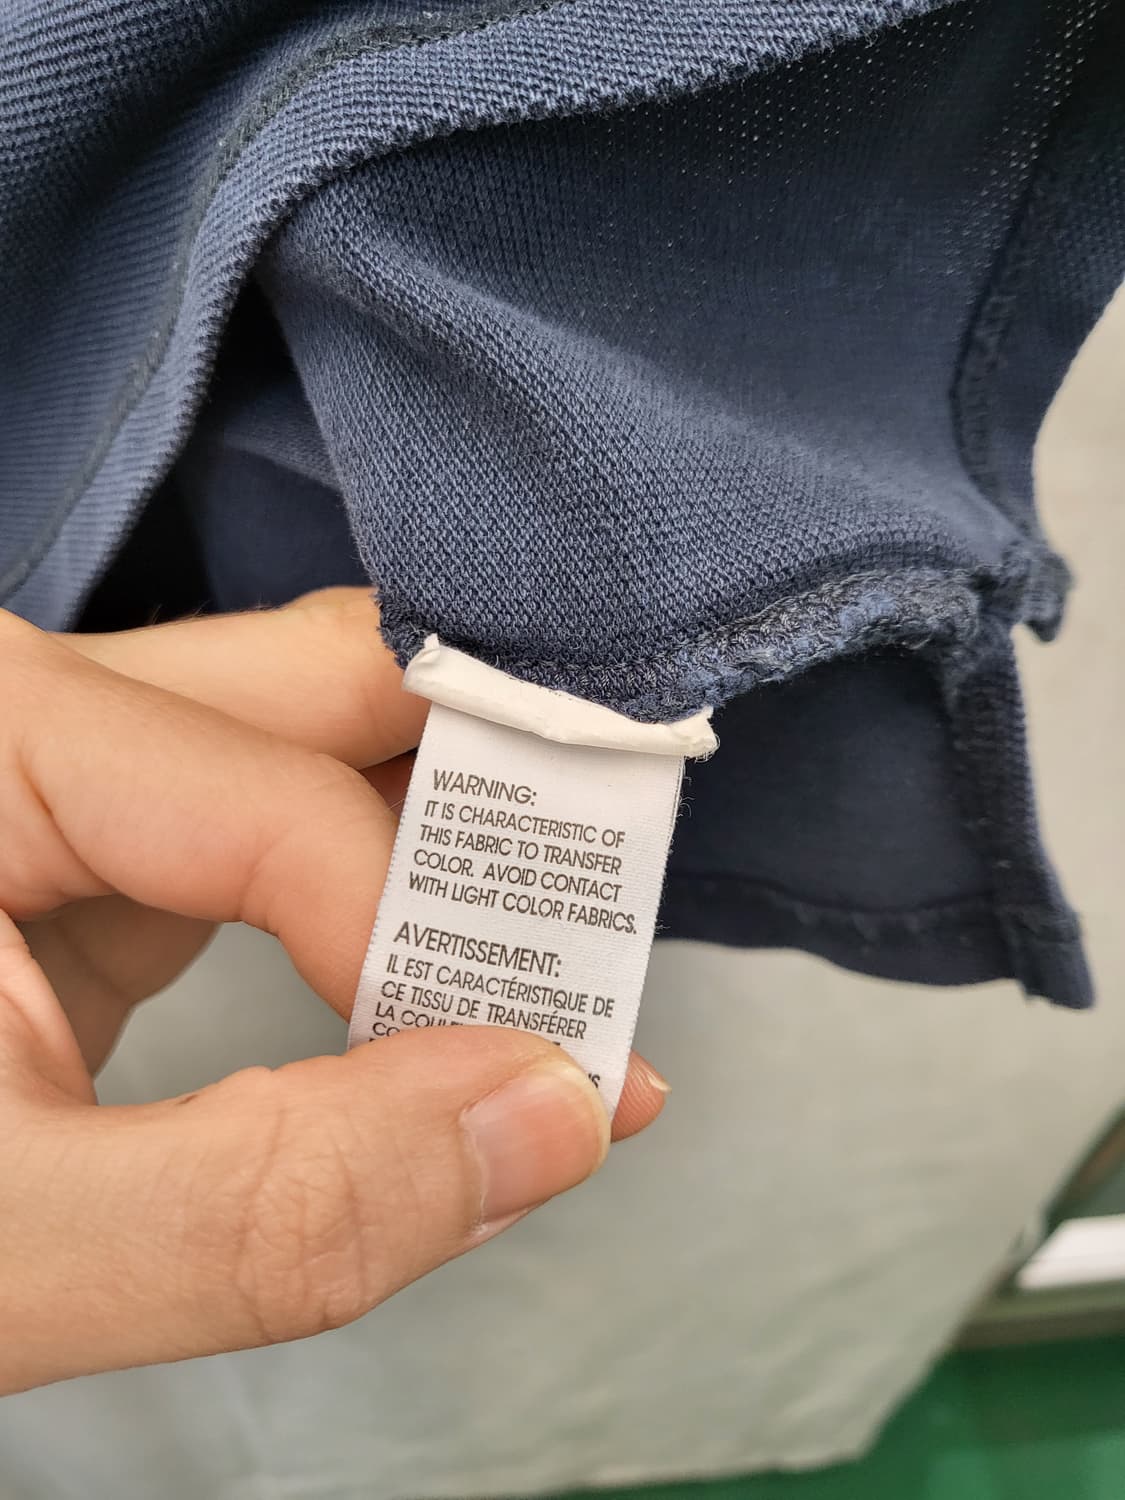 WARNING:
IT IS CHARACTERISTIC OF
THIS FABRIC TO TRANSFER
COLOR. AVOID CONTACT
WITH LIGHT COLOR FABRICS.
AVERTISSEMENT:
IL EST CARACTÉRISTIQUE DE
CE TISSU DE TRANSFÉRER
LA